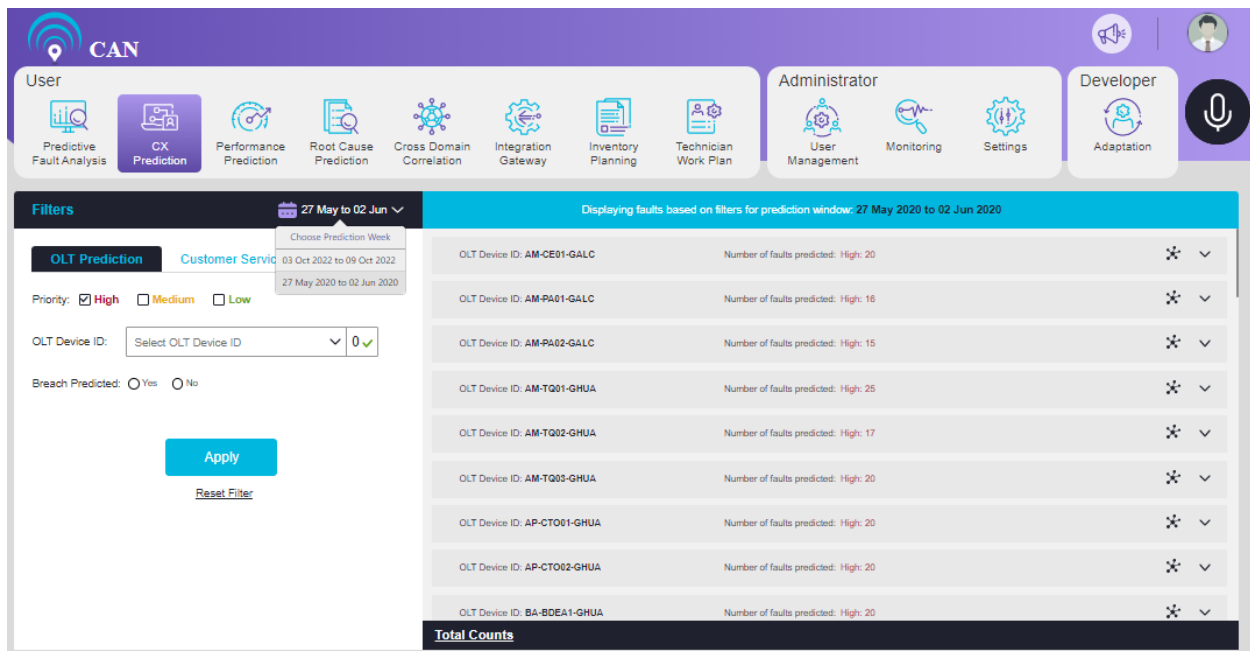 CAN
User
Administrator
Developer
Predictive
Fault Analysis
CX
Prediction
Performance
Prediction
Root Cause
Prediction
Cross Domain
Correlation
Integration
Gateway
Inventory
Planning
Technician
Work Plan
User
Management
Monitoring
Settings
Adaptation
Filters
27 May to 02 Jun
Choose Prediction Week
03 Oct 2022 to 09 Oct 2022
27 May 2020 to 02 Jun 2020
OLT Prediction Customer Servic
Priority: High Medium Low
OLT Device ID: Select OLT Device ID 0
Breach Predicted: Yes No
Apply
Reset Filter
Displaying faults based on filters for prediction window: 27 May 2020 to 02 Jun 2020
OLT Device ID: AM-CE01-GALC Number of faults predicted: High: 20
OLT Device ID: AM-PA01-GALC Number of faults predicted: High: 16
OLT Device ID: AM-PA02-GALC Number of faults predicted: High: 15
OLT Device ID: AM-TQ01-GHUA Number of faults predicted: High: 25
OLT Device ID: AM-TQ02-GHUA Number of faults predicted: High: 17
OLT Device ID: AM-TQ03-GHUA Number of faults predicted: High: 20
OLT Device ID: AP-CTO01-GHUA Number of faults predicted: High: 20
OLT Device ID: AP-CTO02-GHUA Number of faults predicted: High: 20
OLT Device ID: BA-BDEA1-GHUA Number of faults predicted: High: 20
Total Counts